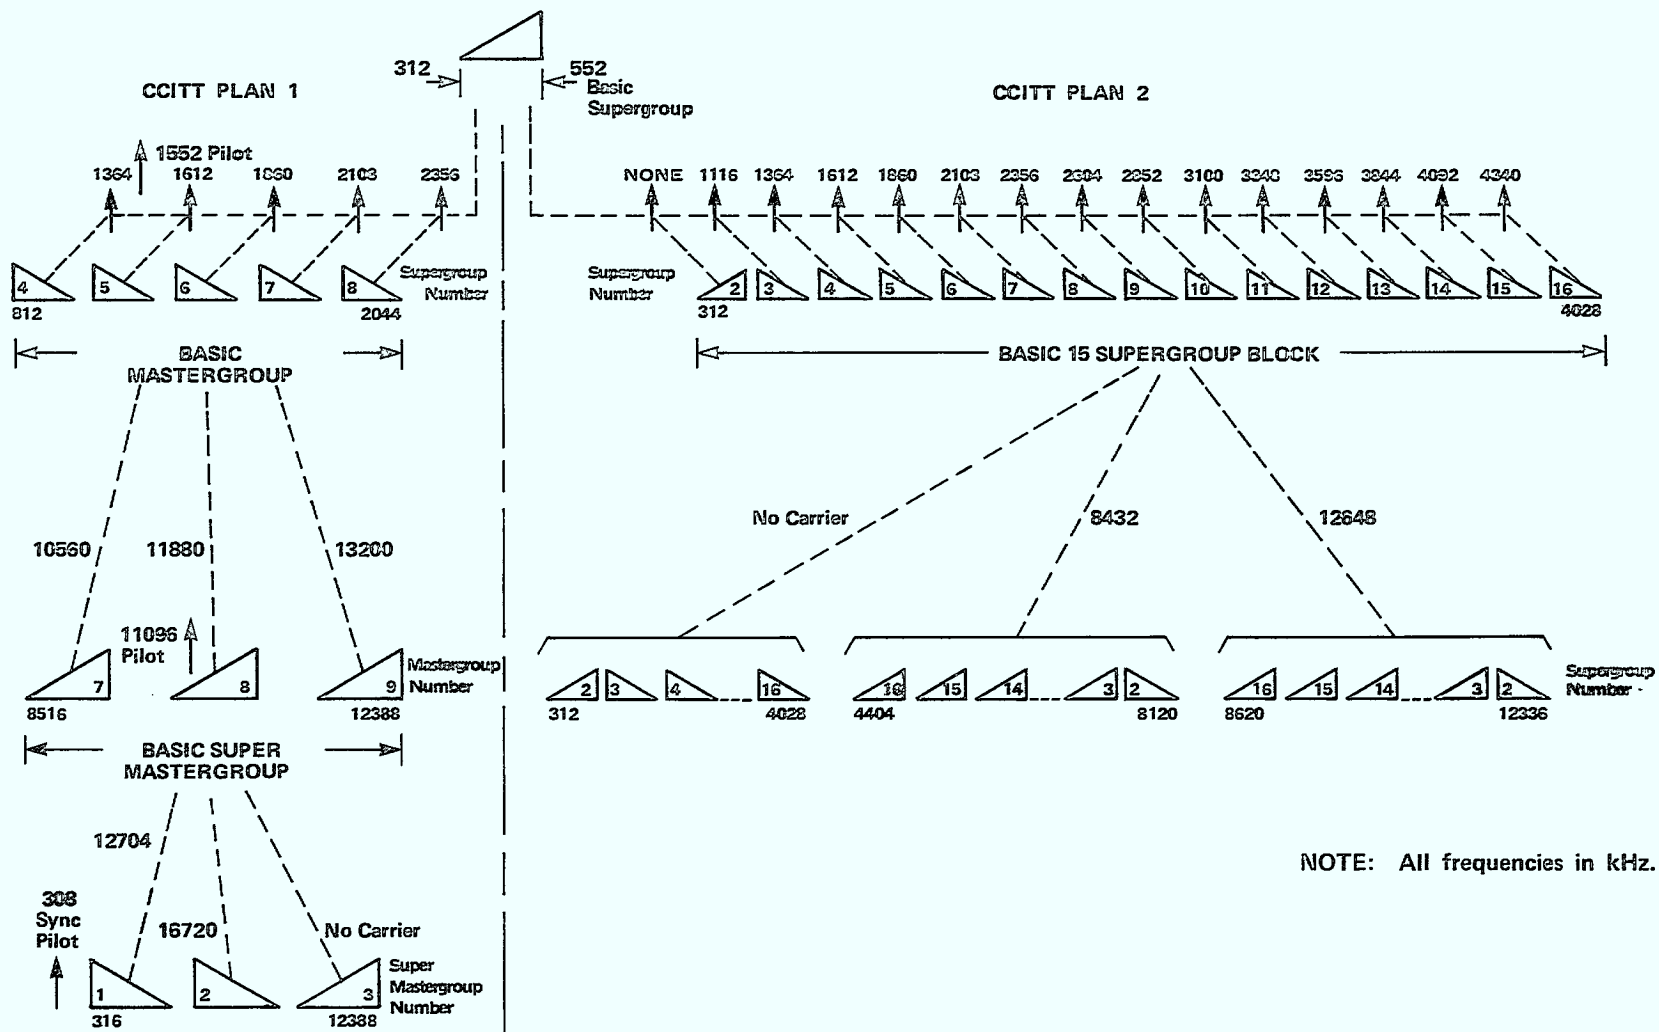 312
552
Basic
Supergroup
CCITT PLAN 1
CCITT PLAN 2
1552 Pilot
1364 1612 1860 2108 2356
NONE 1116 1364 1612 1860 2108 2356 2604 2852 3100 3348 3596 3844 4092 4340
4 5 6 7 8
Supergroup
Number
Supergroup
Number
2 3 4 5 6 7 8 9 10 11 12 13 14 15 16
812
2044
312
4028
BASIC
MASTERGROUP
BASIC 15 SUPERGROUP BLOCK
10560
11880
13200
No Carrier
8432
12648
11096
Pilot
7 8 9
Mastergroup
Number
8516
12388
2 3 4 16
16 15 14 3 2
16 15 14 3 2
Supergroup
Number
312
4028
4404
8120
8620
12336
BASIC SUPER
MASTERGROUP
12704
16720
No Carrier
308
Sync
Pilot
1 2 3
Super
Mastergroup
Number
316
12388
NOTE: All frequencies in kHz.